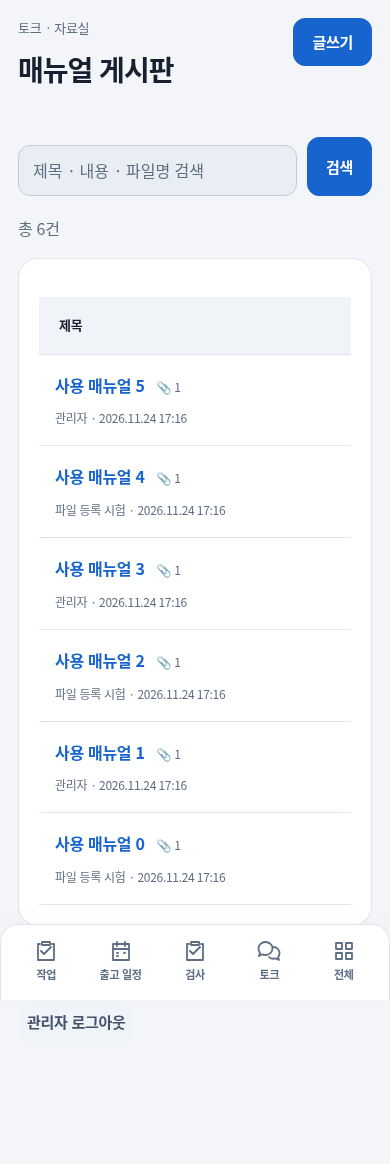 토크 · 자료실
글쓰기
매뉴얼 게시판
제목 · 내용 · 파일명 검색
검색
총 6건
제목
사용 매뉴얼 5 📎 1
관리자 · 2026.11.24 17:16
사용 매뉴얼 4 📎 1
파일 등록 시험 · 2026.11.24 17:16
사용 매뉴얼 3 📎 1
관리자 · 2026.11.24 17:16
사용 매뉴얼 2 📎 1
파일 등록 시험 · 2026.11.24 17:16
사용 매뉴얼 1 📎 1
관리자 · 2026.11.24 17:16
사용 매뉴얼 0 📎 1
파일 등록 시험 · 2026.11.24 17:16
작업 출고 일정 검사 토크 전체
관리자 로그아웃